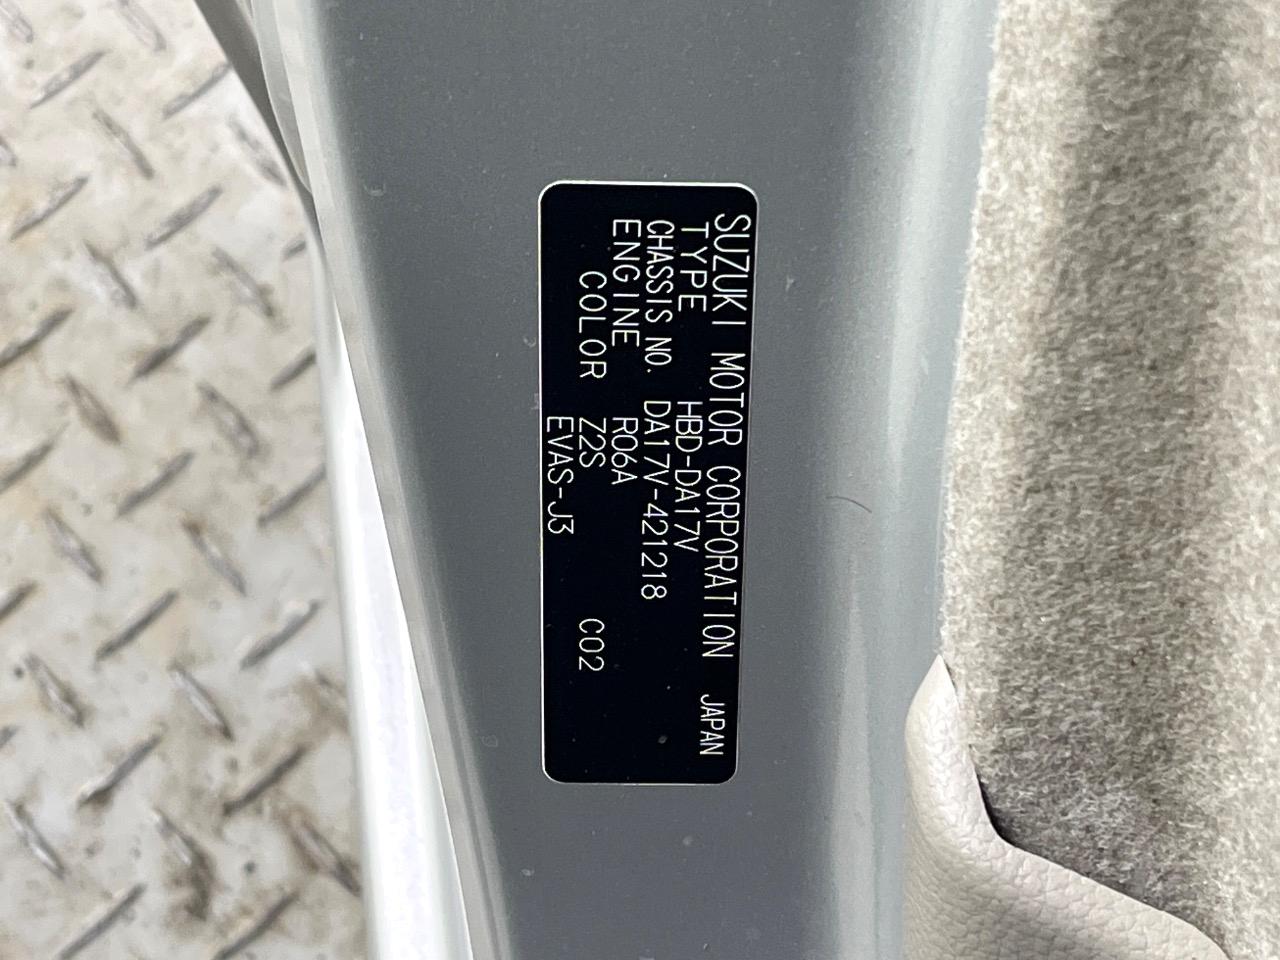 SUZUKI MOTOR CORPORATION JAPAN
TYPE HBD-DA17V
CHASSIS NO. DA17V-421218
ENGINE R06A
COLOR Z2S C02
EVAS-J3